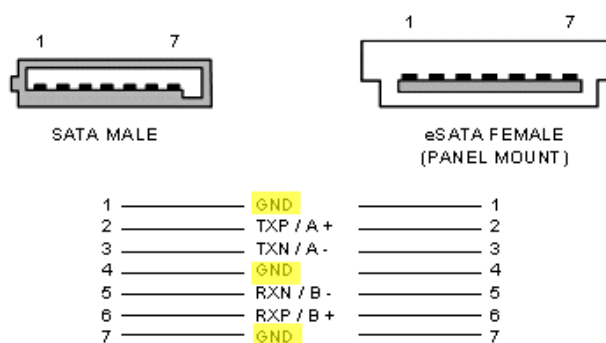 1 7
1 7
SATA MALE
eSATA FEMALE
(PANEL MOUNT)
1 GND 1
2 TXP / A + 2
3 TXN / A - 3
4 GND 4
5 RXN / B - 5
6 RXP / B + 6
7 GND 7